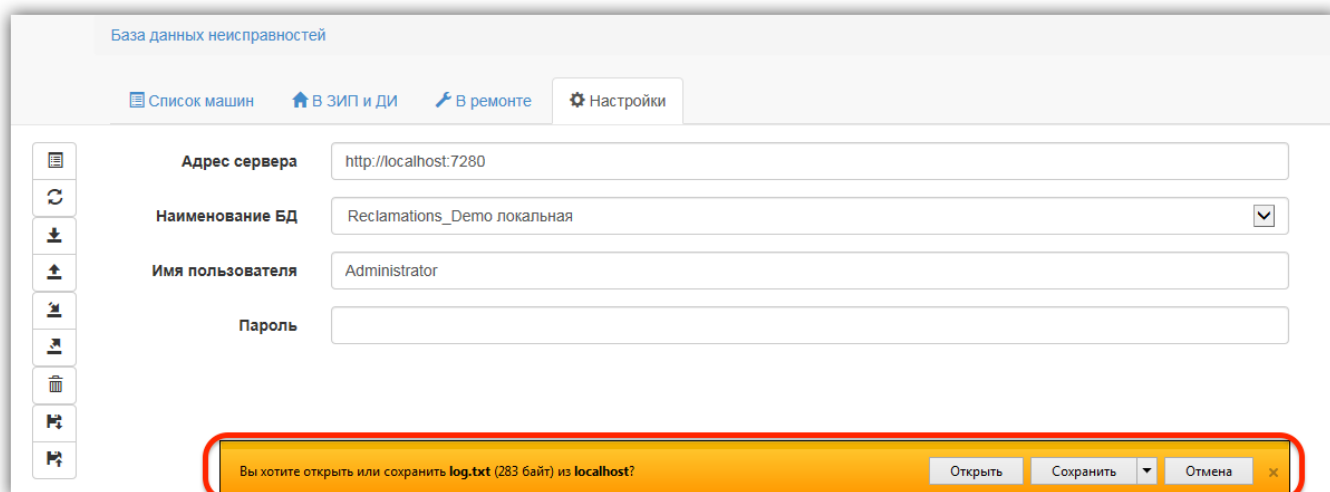 База данных неисправностей
Список машин В ЗИП и ДИ В ремонте Настройки
Адрес сервера http://localhost:7280
Наименование БД Reclamations_Demo локальная
Имя пользователя Administrator
Пароль
Вы хотите открыть или сохранить log.txt (283 байт) из localhost? Открыть Сохранить Отмена